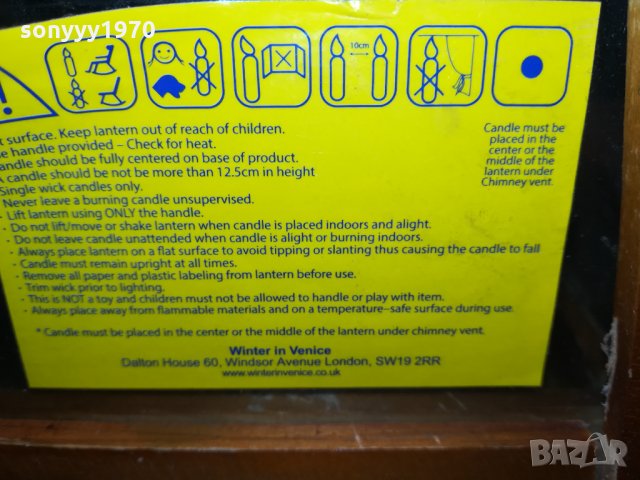 sonyyy1970
10cm
surface. Keep lantern out of reach of children.
handle provided – Check for heat.
candle should be fully centered on base of product.
A candle should be not be more than 12.5cm in height
Single wick candles only.
Never leave a burning candle unsupervised.
- Lift lantern using ONLY the handle.
- Do not lift/move or shake lantern when candle is placed indoors and alight.
- Do not leave candle unattended when candle is alight or burning indoors.
- Always place lantern on a flat surface to avoid tipping or slanting thus causing the candle to fall
- Candle must remain upright at all times.
- Remove all paper and plastic labeling from lantern before use.
- Trim wick prior to lighting.
- This is NOT a toy and children must not be allowed to handle or play with item.
- Always place away from flammable materials and on a temperature–safe surface during use.
* Candle must be placed in the center or the middle of the lantern under chimney vent.
Candle must be
placed in the
center or the
middle of the
lantern under
Chimney vent.
Winter in Venice
Dalton House 60, Windsor Avenue London, SW19 2RR
www.winterinvenice.co.uk
BAZAR